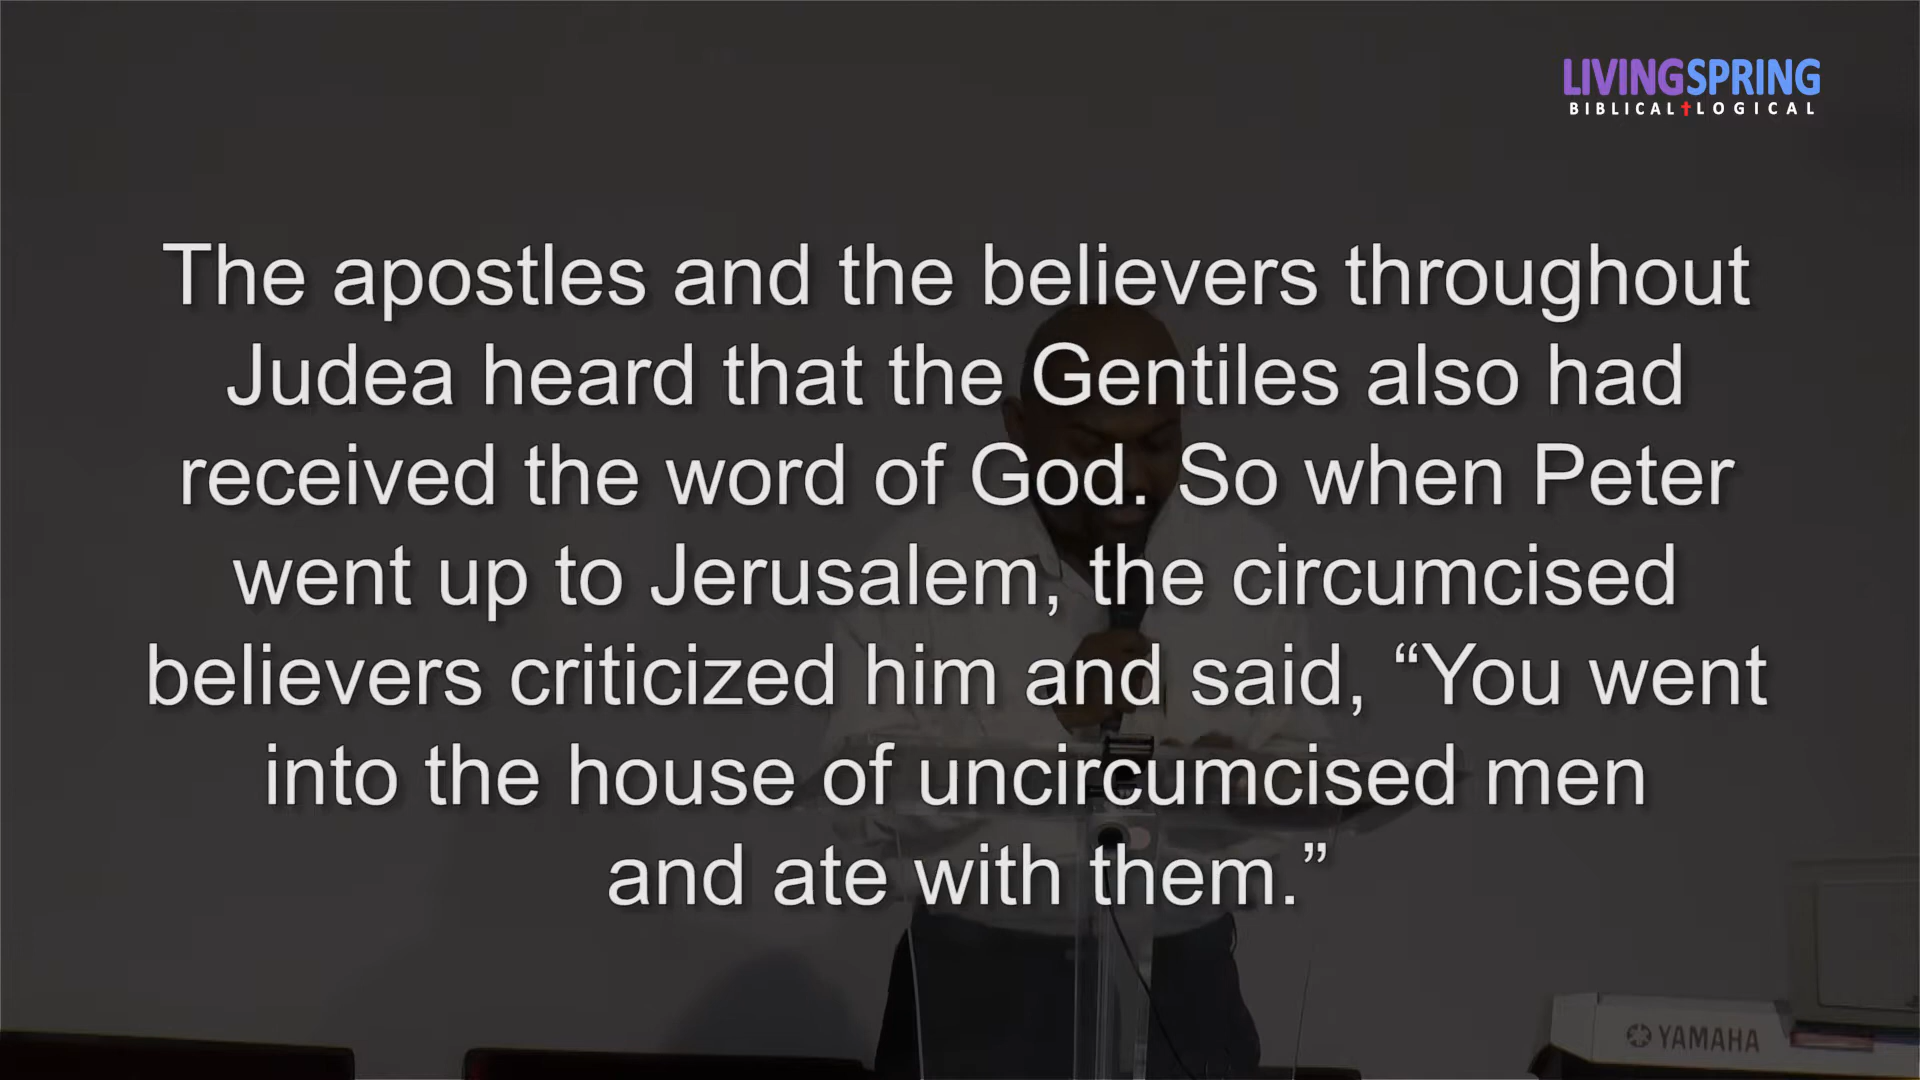 LIVINGSPRING
BIBLICAL✝LOGICAL
The apostles and the believers throughout
Judea heard that the Gentiles also had
received the word of God. So when Peter
went up to Jerusalem, the circumcised
believers criticized him and said, “You went
into the house of uncircumcised men
and ate with them.”
YAMAHA